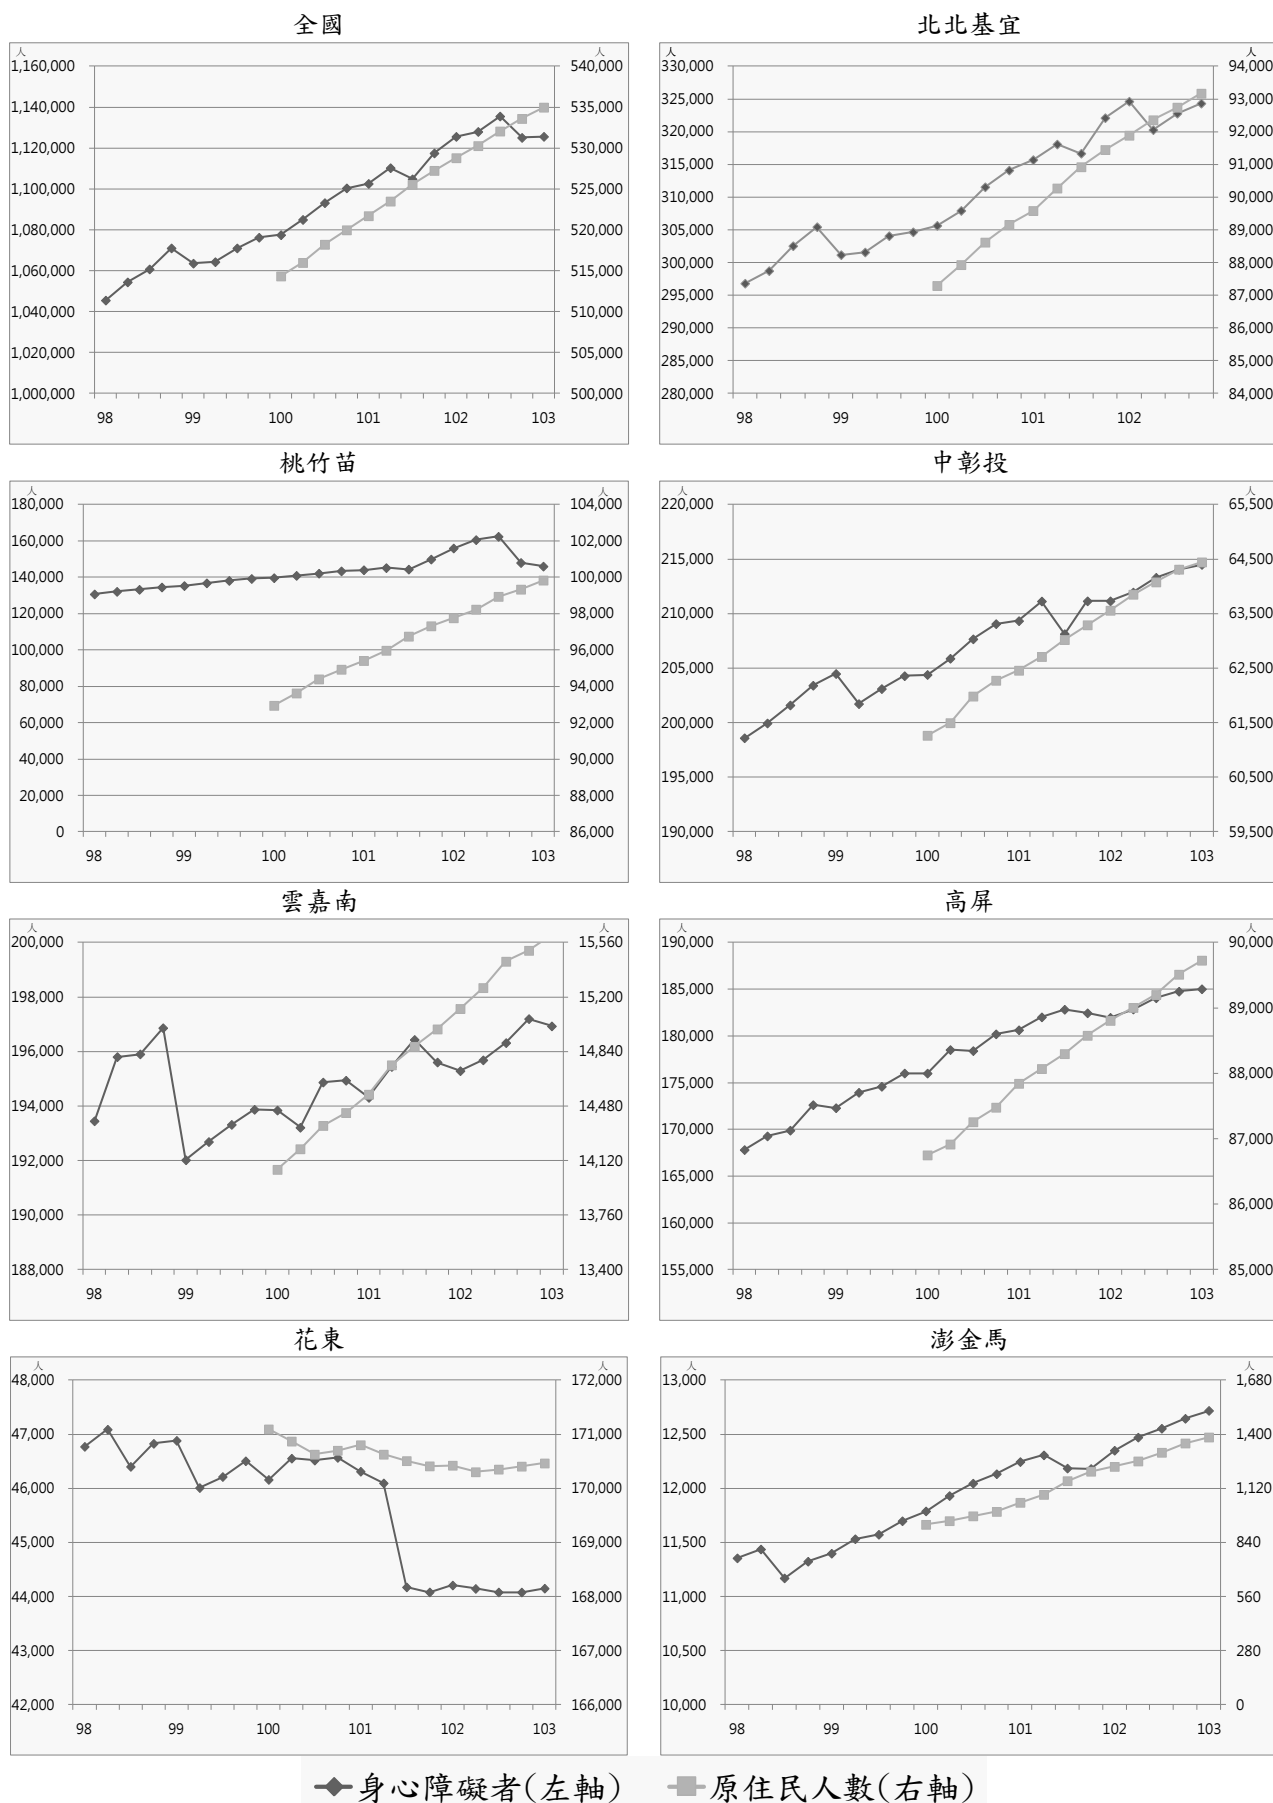 全國 北北基宜
人 人 人 人
1,160,000 540,000 330,000 94,000
1,140,000 535,000 325,000 93,000
1,120,000 530,000 320,000 92,000
1,100,000 525,000 315,000 91,000
1,080,000 520,000 310,000 90,000
1,060,000 515,000 305,000 89,000
1,040,000 510,000 300,000 88,000
1,020,000 505,000 295,000 87,000
1,000,000 500,000 290,000 86,000
285,000 85,000
280,000 84,000
98 99 100 101 102 103 98 99 100 101 102
桃竹苗 中彰投
人 人 人 人
180,000 104,000 220,000 65,500
160,000 102,000 215,000 64,500
140,000 100,000 210,000 63,500
120,000 98,000 205,000 62,500
100,000 96,000 200,000 61,500
80,000 94,000 195,000 60,500
60,000 92,000 190,000 59,500
40,000 90,000
20,000 88,000
0 86,000
98 99 100 101 102 103 98 99 100 101 102 103
雲嘉南 高屏
人 人 人 人
200,000 15,560 190,000 90,000
198,000 15,200 185,000 89,000
196,000 14,840 180,000 88,000
194,000 14,480 175,000 87,000
192,000 14,120 170,000 86,000
190,000 13,760 165,000 85,000
188,000 13,400 160,000
155,000
98 99 100 101 102 103 98 99 100 101 102 103
花東 澎金馬
人 人 人 人
48,000 172,000 13,000 1,680
47,000 171,000 12,500 1,400
46,000 170,000 12,000 1,120
45,000 169,000 11,500 840
44,000 168,000 11,000 560
43,000 167,000 10,500 280
42,000 166,000 10,000 0
98 99 100 101 102 103 98 99 100 101 102 103
身心障礙者(左軸) 原住民人數(右軸)